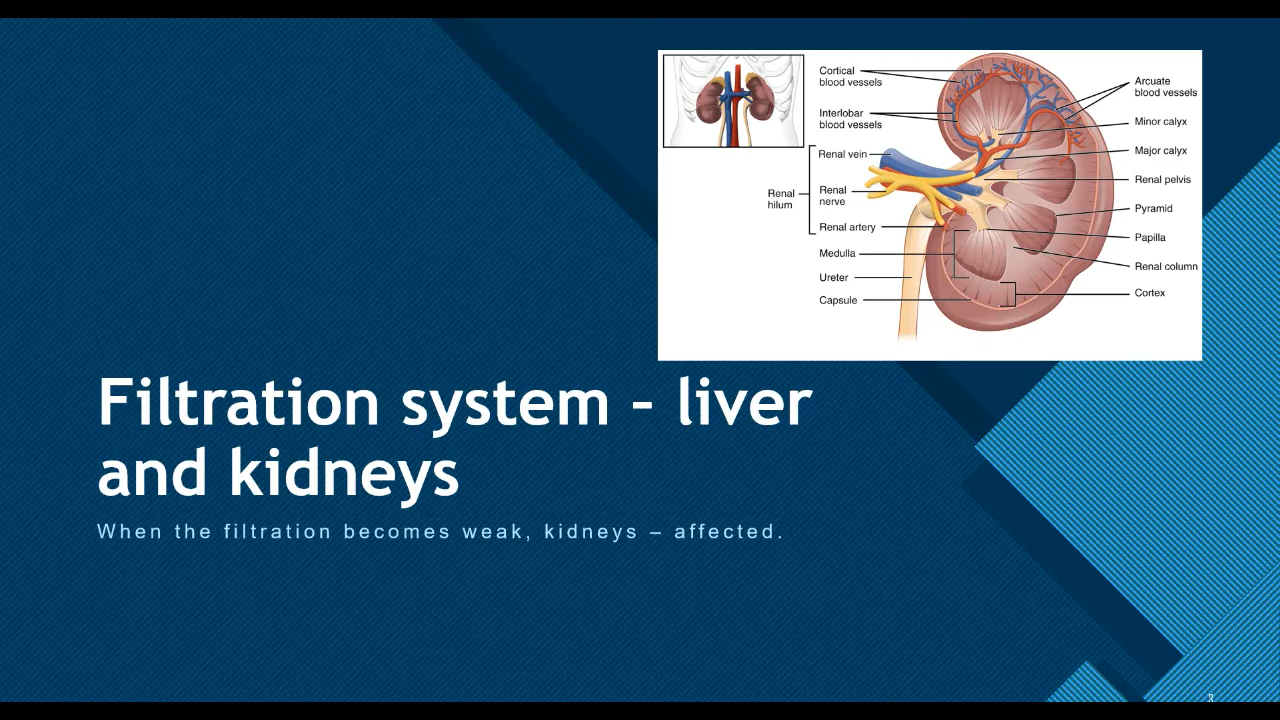 Cortical
blood vessels
Interlobar
blood vessels
Renal vein
Renal
hilum
Renal
nerve
Renal artery
Medulla
Ureter
Capsule
Arcuate
blood vessels
Minor calyx
Major calyx
Renal pelvis
Pyramid
Papilla
Renal column
Cortex
Filtration system – liver
and kidneys
When the filtration becomes weak, kidneys – affected.
3